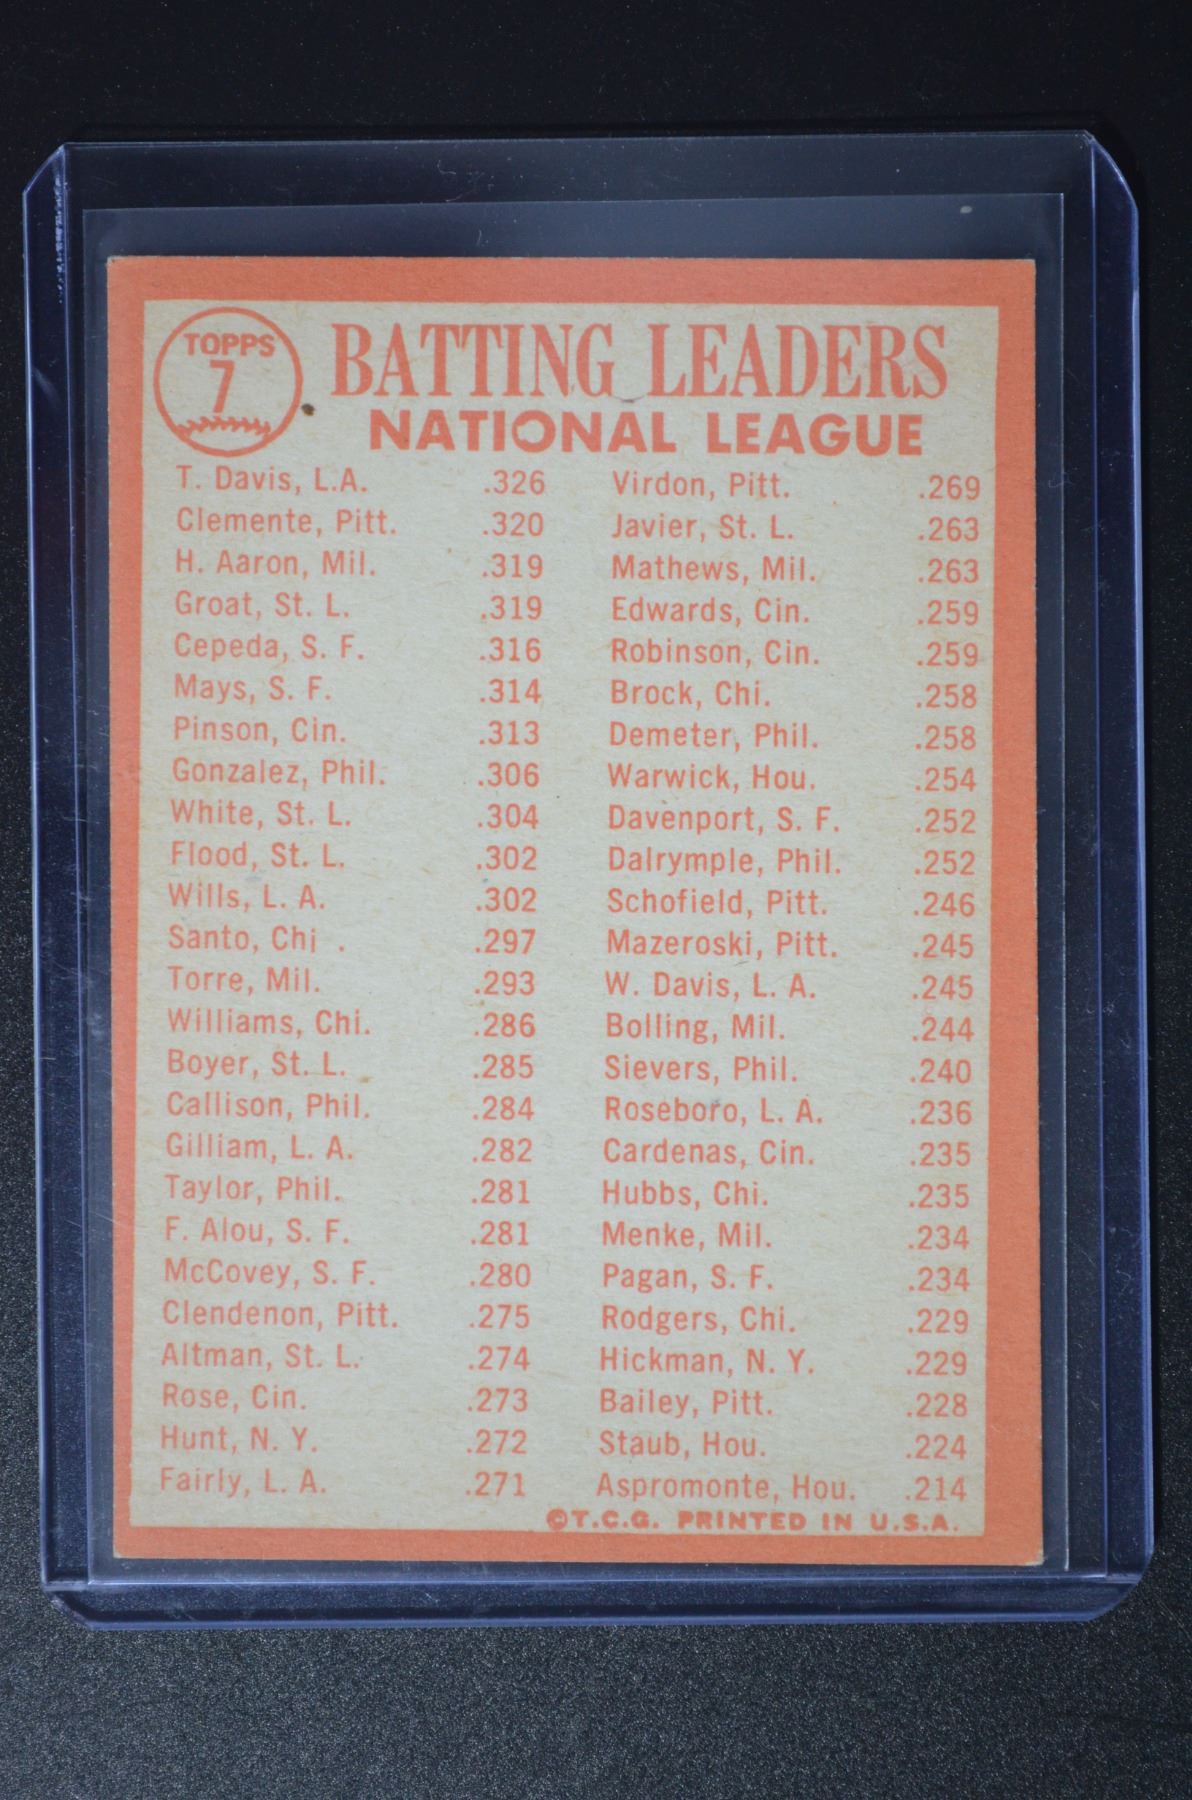 TOPPS
7
BATTING LEADERS
NATIONAL LEAGUE
T. Davis, L.A. .326
Clemente, Pitt. .320
H. Aaron, Mil. .319
Groat, St. L. .319
Cepeda, S. F. .316
Mays, S. F. .314
Pinson, Cin. .313
Gonzalez, Phil. .306
White, St. L. .304
Flood, St. L. .302
Wills, L. A. .302
Santo, Chi . .297
Torre, Mil. .293
Williams, Chi. .286
Boyer, St. L. .285
Callison, Phil. .284
Gilliam, L. A. .282
Taylor, Phil. .281
F. Alou, S. F. .281
McCovey, S. F. .280
Clendenon, Pitt. .275
Altman, St. L. .274
Rose, Cin. .273
Hunt, N. Y. .272
Fairly, L. A. .271
Virdon, Pitt. .269
Javier, St. L. .263
Mathews, Mil. .263
Edwards, Cin. .259
Robinson, Cin. .259
Brock, Chi. .258
Demeter, Phil. .258
Warwick, Hou. .254
Davenport, S. F. .252
Dalrymple, Phil. .252
Schofield, Pitt. .246
Mazeroski, Pitt. .245
W. Davis, L. A. .245
Bolling, Mil. .244
Sievers, Phil. .240
Roseboro, L. A. .236
Cardenas, Cin. .235
Hubbs, Chi. .235
Menke, Mil. .234
Pagan, S. F. .234
Rodgers, Chi. .229
Hickman, N. Y. .229
Bailey, Pitt. .228
Staub, Hou. .224
Aspromonte, Hou. .214
©T.C.G. PRINTED IN U.S.A.